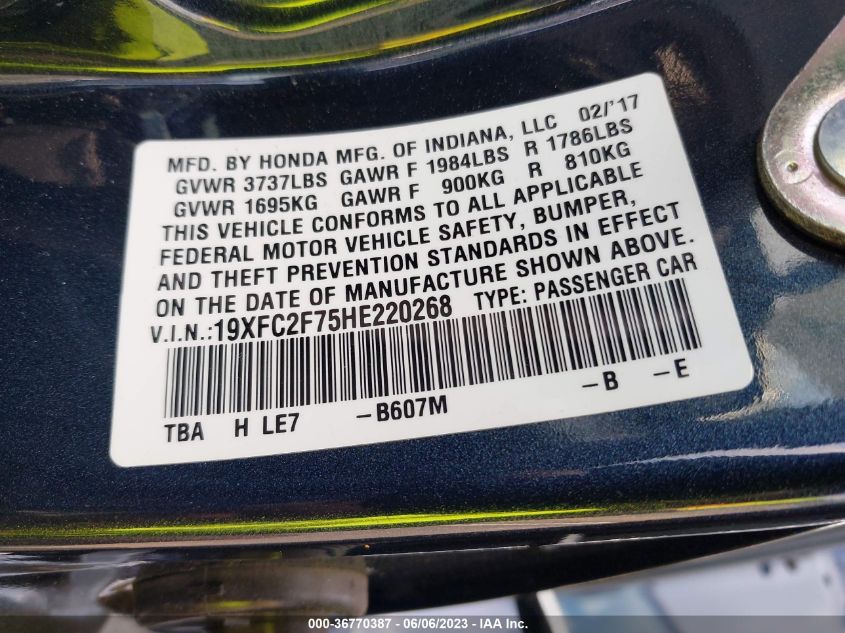 MFD. BY HONDA MFG. OF INDIANA, LLC 02/'17
GVWR 3737LBS GAWR F 1984LBS R 1786LBS
GVWR 1695KG GAWR F 900KG R 810KG
THIS VEHICLE CONFORMS TO ALL APPLICABLE
FEDERAL MOTOR VEHICLE SAFETY, BUMPER,
AND THEFT PREVENTION STANDARDS IN EFFECT
ON THE DATE OF MANUFACTURE SHOWN ABOVE.
V.I.N.:19XFC2F75HE220268 TYPE: PASSENGER CAR
TBA H LE7 -B607M -B -E
000-36770387 - 06/06/2023 - IAA Inc.